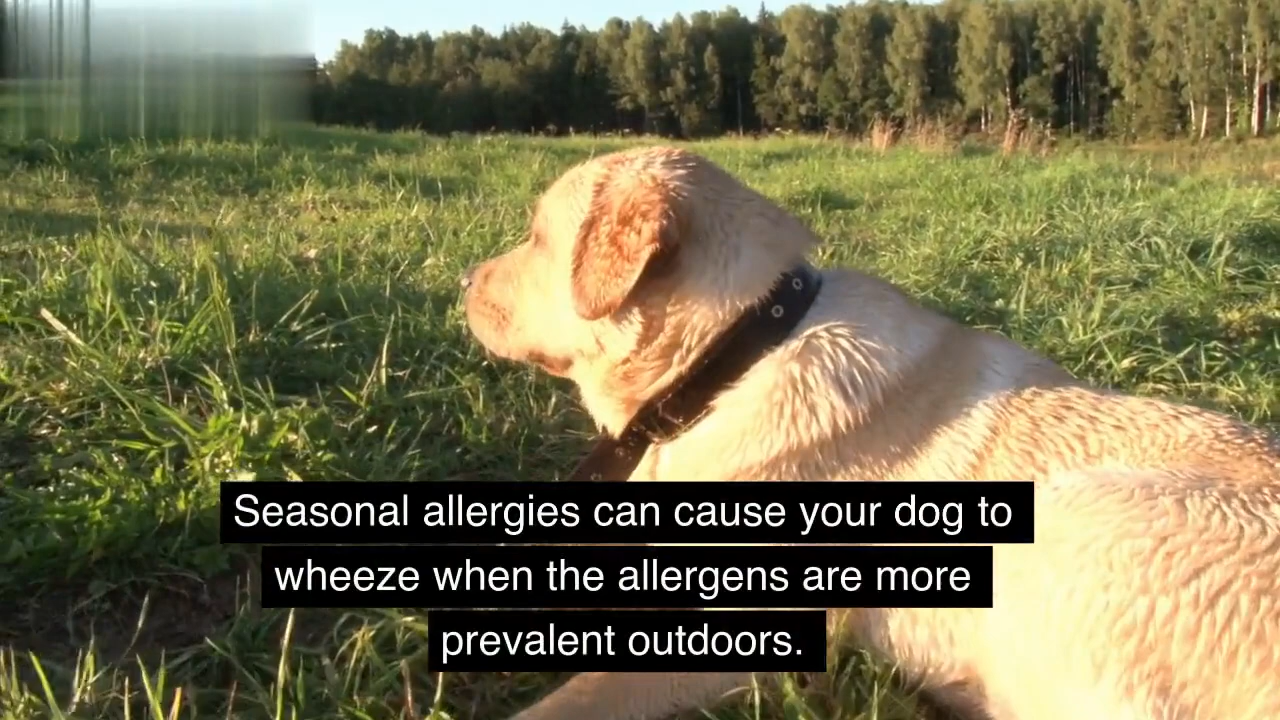 Seasonal allergies can cause your dog to
wheeze when the allergens are more
prevalent outdoors.